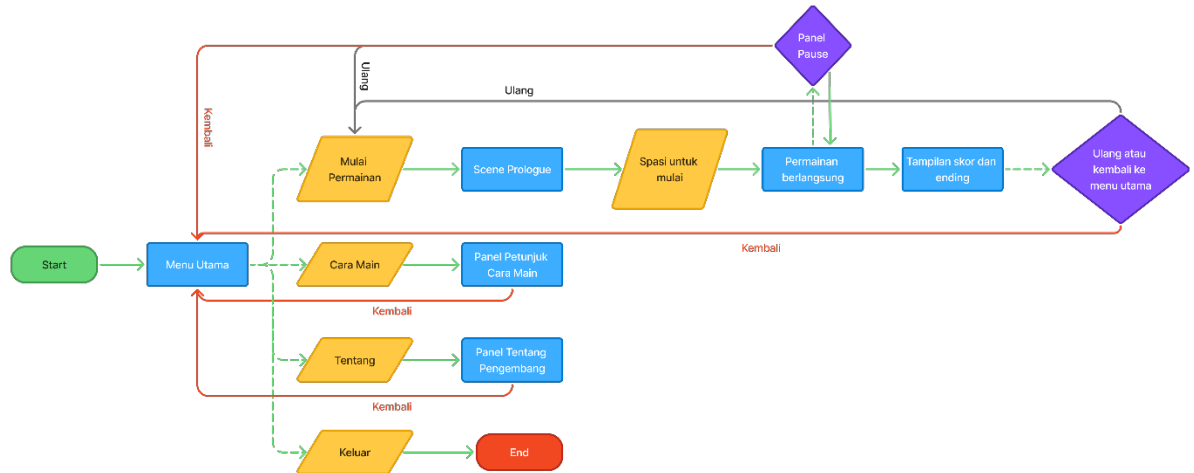 Panel
Pause
Ulang
Ulang
Kembali
Mulai
Permainan
Scene Prologue
Spasi untuk
mulai
Permainan
berlangsung
Tampilan skor dan
ending
Ulang atau
kembali ke
menu utama
Kembali
Start
Menu Utama
Cara Main
Panel Petunjuk
Cara Main
Kembali
Tentang
Panel Tentang
Pengembang
Kembali
Keluar
End